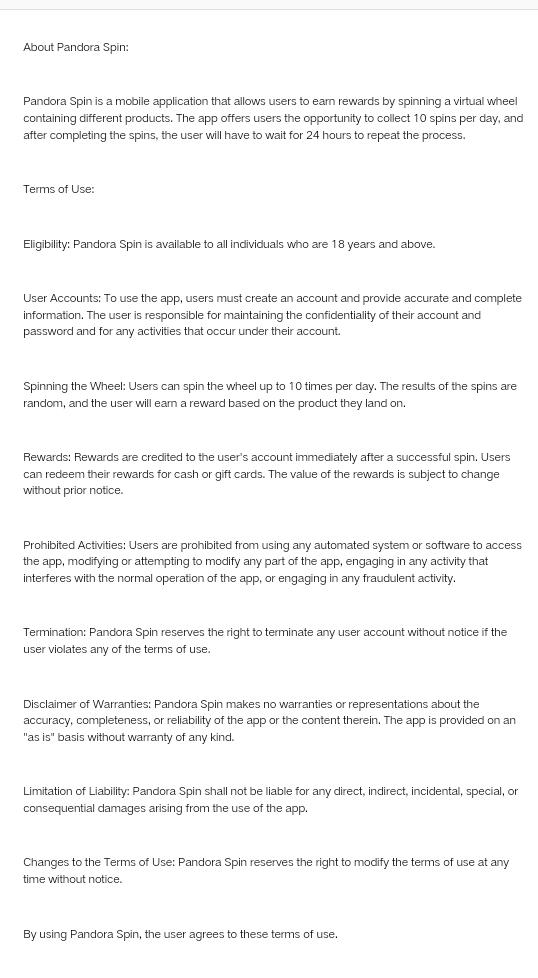 About Pandora Spin:
Pandora Spin is a mobile application that allows users to earn rewards by spinning a virtual wheel
containing different products. The app offers users the opportunity to collect 10 spins per day, and
after completing the spins, the user will have to wait for 24 hours to repeat the process.
Terms of Use:
Eligibility: Pandora Spin is available to all individuals who are 18 years and above.
User Accounts: To use the app, users must create an account and provide accurate and complete
information. The user is responsible for maintaining the confidentiality of their account and
password and for any activities that occur under their account.
Spinning the Wheel: Users can spin the wheel up to 10 times per day. The results of the spins are
random, and the user will earn a reward based on the product they land on.
Rewards: Rewards are credited to the user's account immediately after a successful spin. Users
can redeem their rewards for cash or gift cards. The value of the rewards is subject to change
without prior notice.
Prohibited Activities: Users are prohibited from using any automated system or software to access
the app, modifying or attempting to modify any part of the app, engaging in any activity that
interferes with the normal operation of the app, or engaging in any fraudulent activity.
Termination: Pandora Spin reserves the right to terminate any user account without notice if the
user violates any of the terms of use.
Disclaimer of Warranties: Pandora Spin makes no warranties or representations about the
accuracy, completeness, or reliability of the app or the content therein. The app is provided on an
"as is" basis without warranty of any kind.
Limitation of Liability: Pandora Spin shall not be liable for any direct, indirect, incidental, special, or
consequential damages arising from the use of the app.
Changes to the Terms of Use: Pandora Spin reserves the right to modify the terms of use at any
time without notice.
By using Pandora Spin, the user agrees to these terms of use.